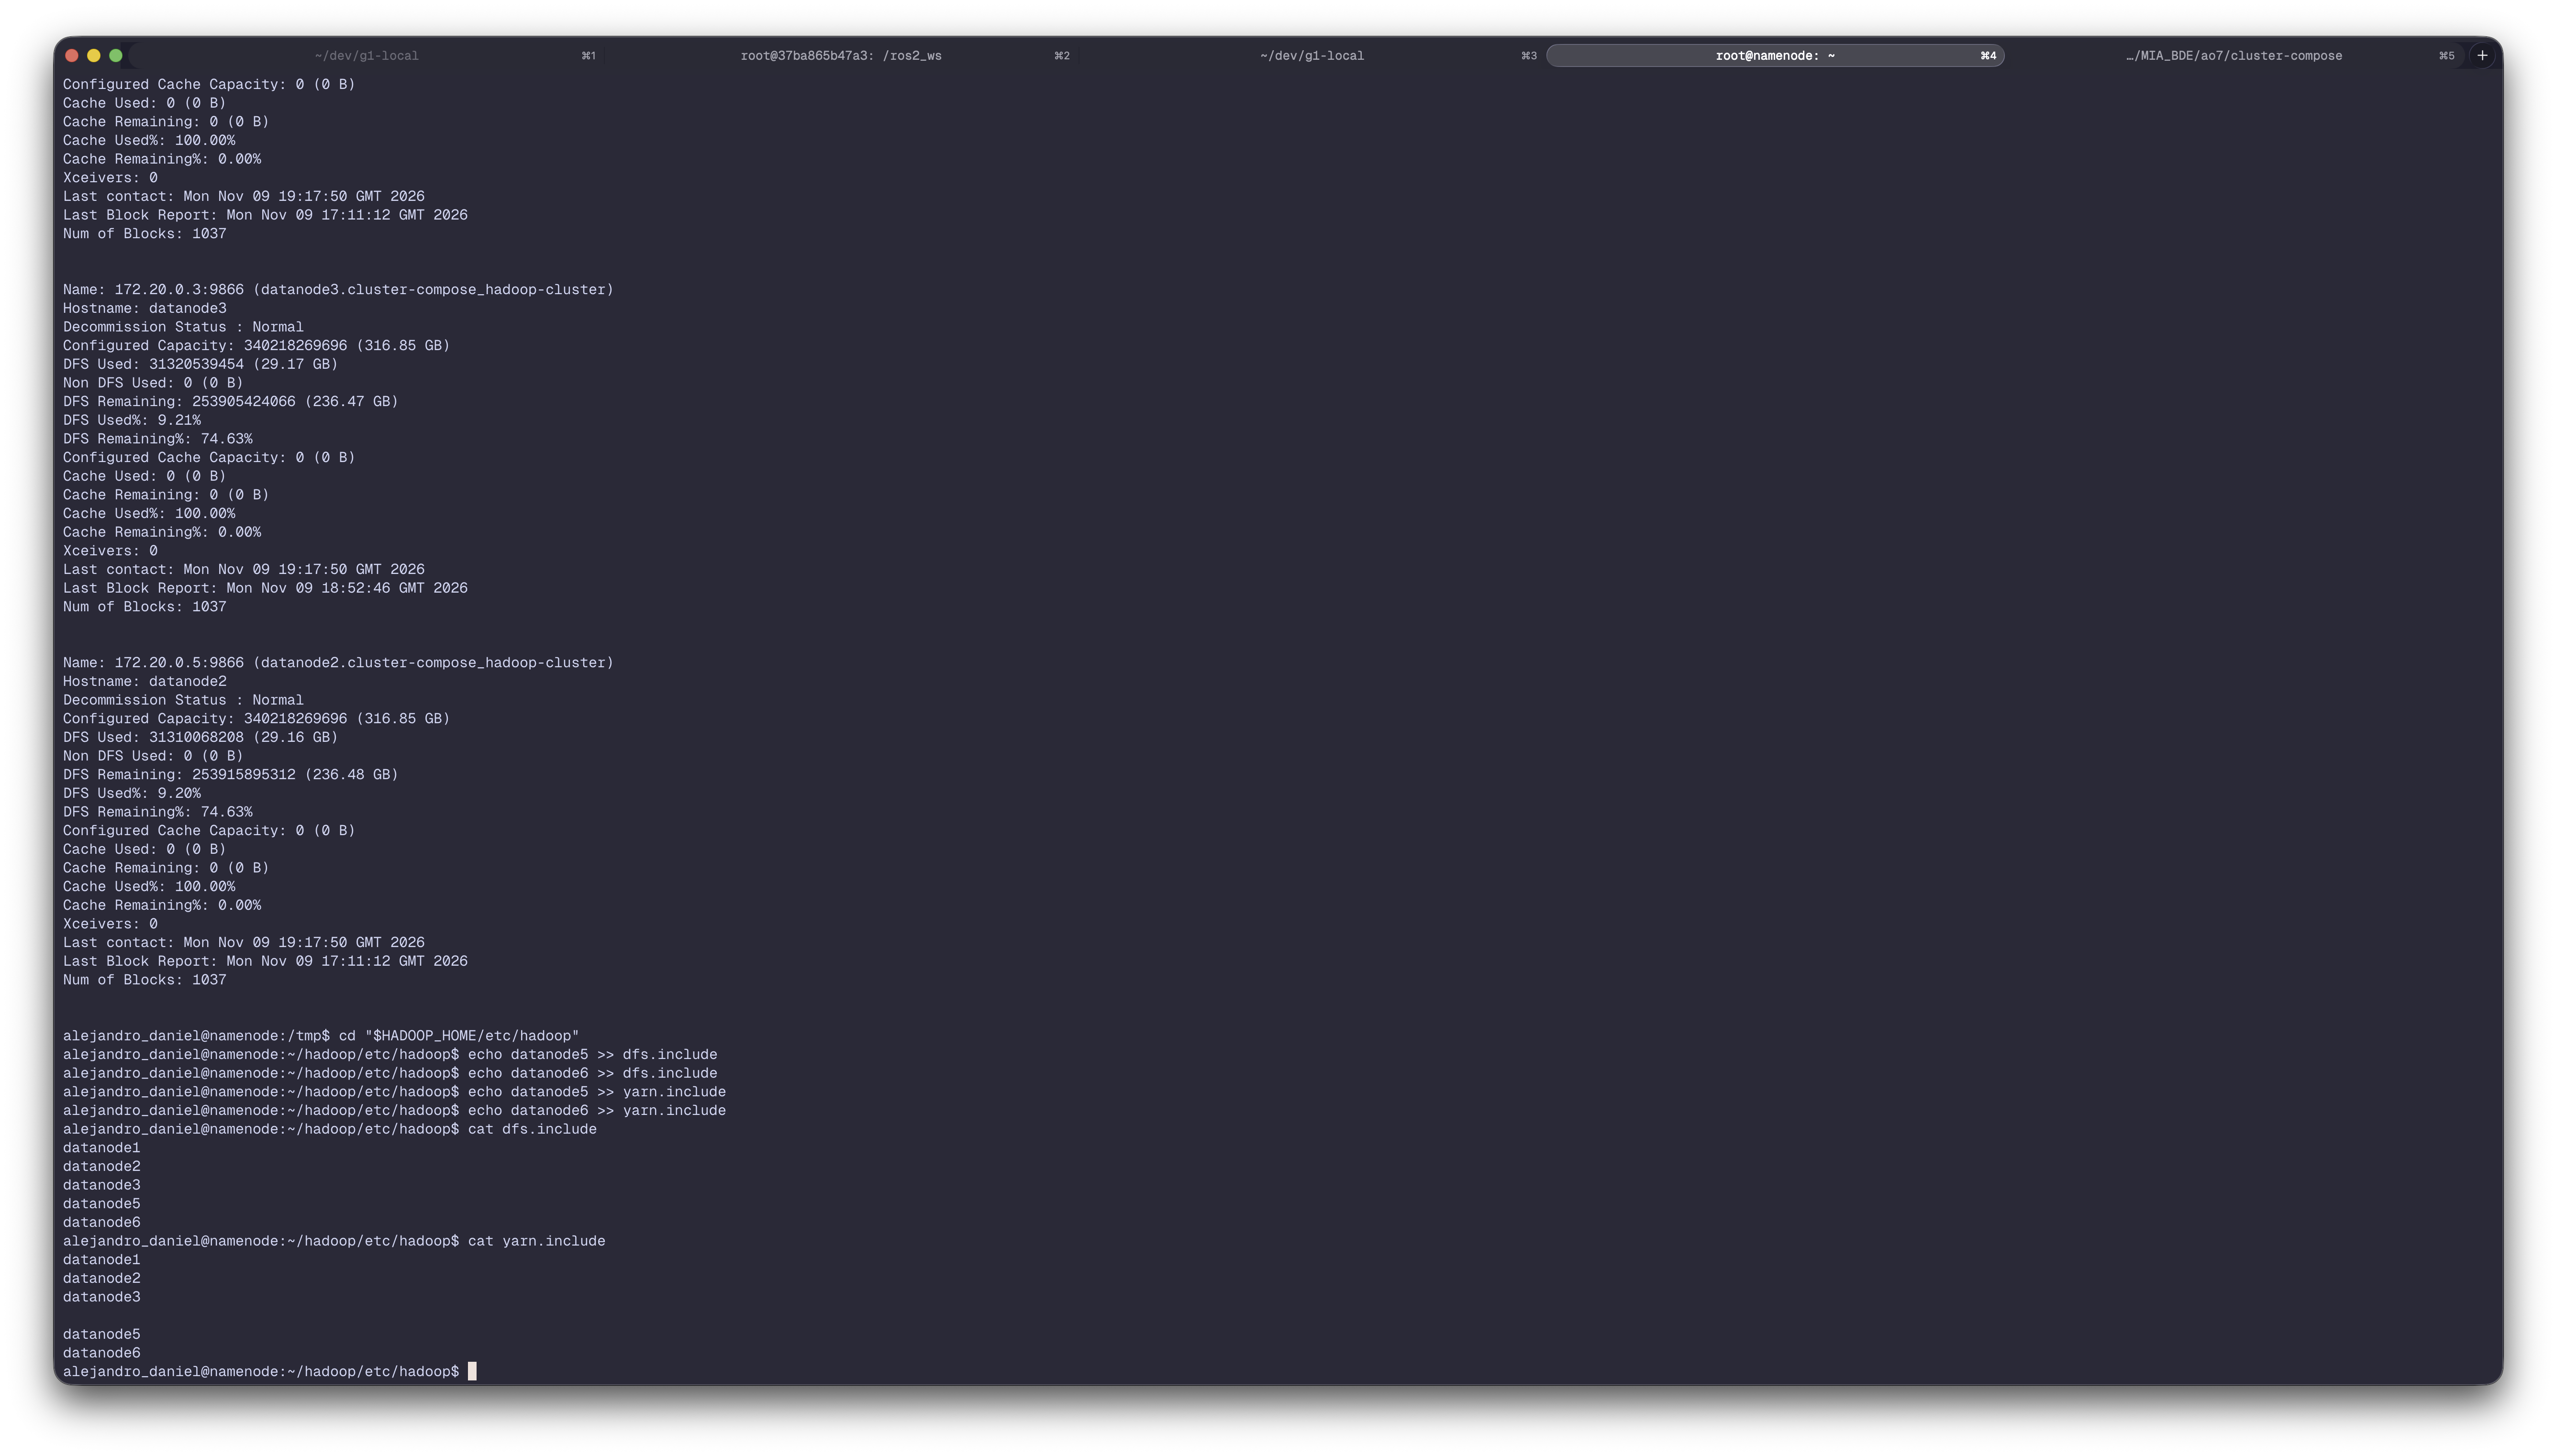 ~/dev/g1-local ⌘1 root@37ba865b47a3: /ros2_ws ⌘2 ~/dev/g1-local ⌘3 root@namenode: ~ ⌘4 …/MIA_BDE/ao7/cluster-compose ⌘5 +
Configured Cache Capacity: 0 (0 B)
Cache Used: 0 (0 B)
Cache Remaining: 0 (0 B)
Cache Used%: 100.00%
Cache Remaining%: 0.00%
Xceivers: 0
Last contact: Mon Nov 09 19:17:50 GMT 2026
Last Block Report: Mon Nov 09 17:11:12 GMT 2026
Num of Blocks: 1037
Name: 172.20.0.3:9866 (datanode3.cluster-compose_hadoop-cluster)
Hostname: datanode3
Decommission Status : Normal
Configured Capacity: 340218269696 (316.85 GB)
DFS Used: 31320539454 (29.17 GB)
Non DFS Used: 0 (0 B)
DFS Remaining: 253905424066 (236.47 GB)
DFS Used%: 9.21%
DFS Remaining%: 74.63%
Configured Cache Capacity: 0 (0 B)
Cache Used: 0 (0 B)
Cache Remaining: 0 (0 B)
Cache Used%: 100.00%
Cache Remaining%: 0.00%
Xceivers: 0
Last contact: Mon Nov 09 19:17:50 GMT 2026
Last Block Report: Mon Nov 09 18:52:46 GMT 2026
Num of Blocks: 1037
Name: 172.20.0.5:9866 (datanode2.cluster-compose_hadoop-cluster)
Hostname: datanode2
Decommission Status : Normal
Configured Capacity: 340218269696 (316.85 GB)
DFS Used: 31310068208 (29.16 GB)
Non DFS Used: 0 (0 B)
DFS Remaining: 253915895312 (236.48 GB)
DFS Used%: 9.20%
DFS Remaining%: 74.63%
Configured Cache Capacity: 0 (0 B)
Cache Used: 0 (0 B)
Cache Remaining: 0 (0 B)
Cache Used%: 100.00%
Cache Remaining%: 0.00%
Xceivers: 0
Last contact: Mon Nov 09 19:17:50 GMT 2026
Last Block Report: Mon Nov 09 17:11:12 GMT 2026
Num of Blocks: 1037
alejandro_daniel@namenode:/tmp$ cd "$HADOOP_HOME/etc/hadoop"
alejandro_daniel@namenode:~/hadoop/etc/hadoop$ echo datanode5 >> dfs.include
alejandro_daniel@namenode:~/hadoop/etc/hadoop$ echo datanode6 >> dfs.include
alejandro_daniel@namenode:~/hadoop/etc/hadoop$ echo datanode5 >> yarn.include
alejandro_daniel@namenode:~/hadoop/etc/hadoop$ echo datanode6 >> yarn.include
alejandro_daniel@namenode:~/hadoop/etc/hadoop$ cat dfs.include
datanode1
datanode2
datanode3
datanode5
datanode6
alejandro_daniel@namenode:~/hadoop/etc/hadoop$ cat yarn.include
datanode1
datanode2
datanode3
datanode5
datanode6
alejandro_daniel@namenode:~/hadoop/etc/hadoop$